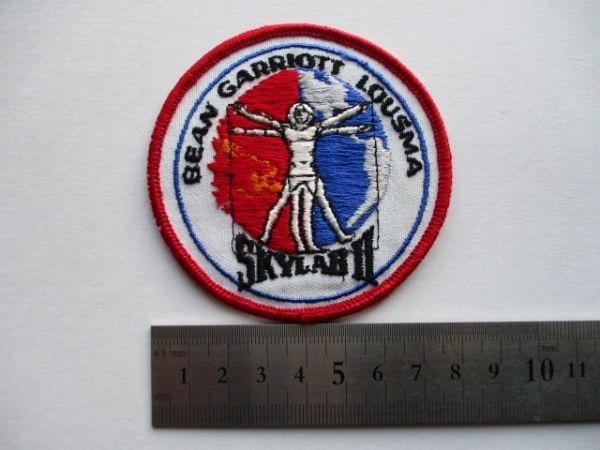 BEAN GARRIOTT LOUSMA
SKYLAB II
0.5 mm
1 2 3 4 5 6 7 8 9 10 11
mm